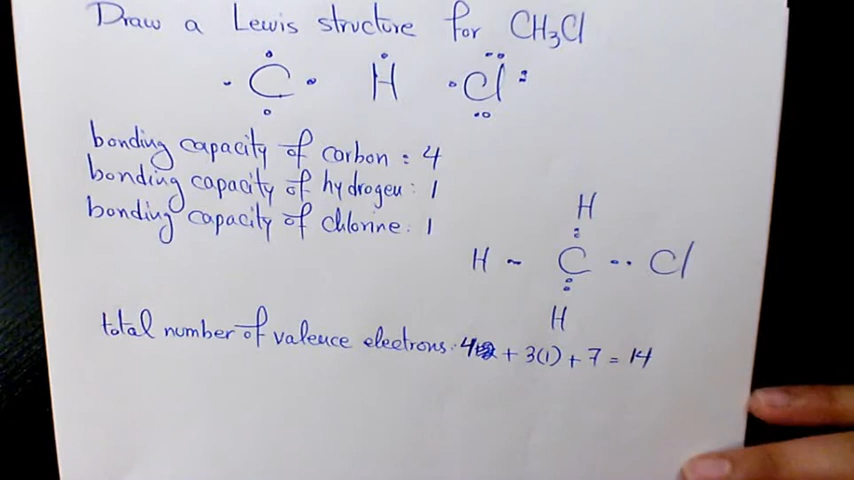 Draw a Lewis structure for CH₃Cl
C H Cl
bonding capacity of carbon : 4
bonding capacity of hydrogen : 1
bonding capacity of chlorine : 1
H
H C Cl
H
total number of valence electrons : 4 + 3(1) + 7 = 14